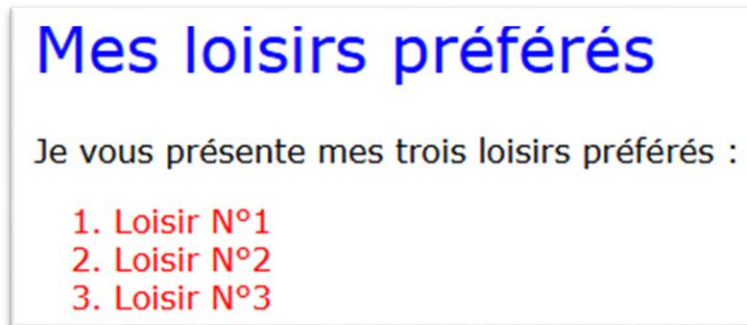 Mes loisirs préférés
Je vous présente mes trois loisirs préférés :
1. Loisir N°1
2. Loisir N°2
3. Loisir N°3